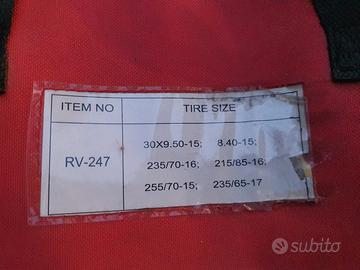 ITEM NO TIRE SIZE
30X9.50-15; 8.40-15;
RV-247 235/70-16; 215/85-16;
255/70-15; 235/65-17
subito